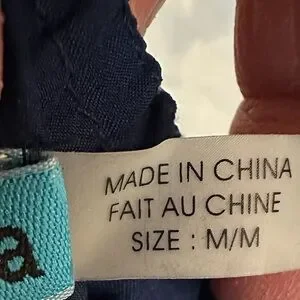 MADE IN CHINA
FAIT AU CHINE
SIZE : M/M
a